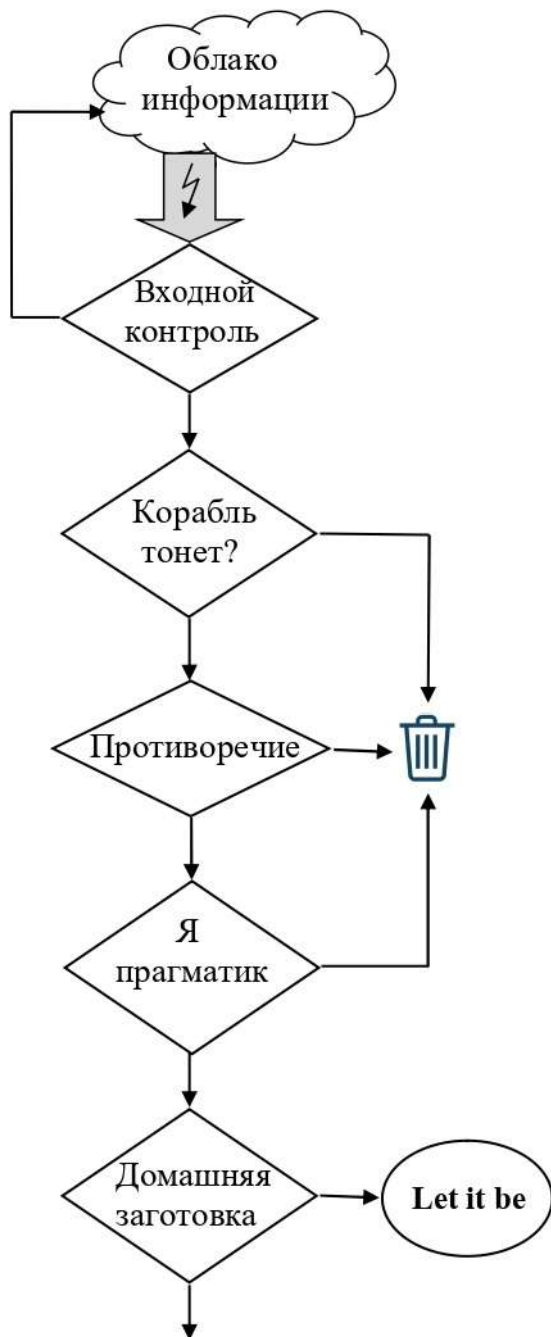 Облако
информации
Входной
контроль
Корабль
тонет?
Противоречие
Я
прагматик
Домашняя
заготовка
Let it be